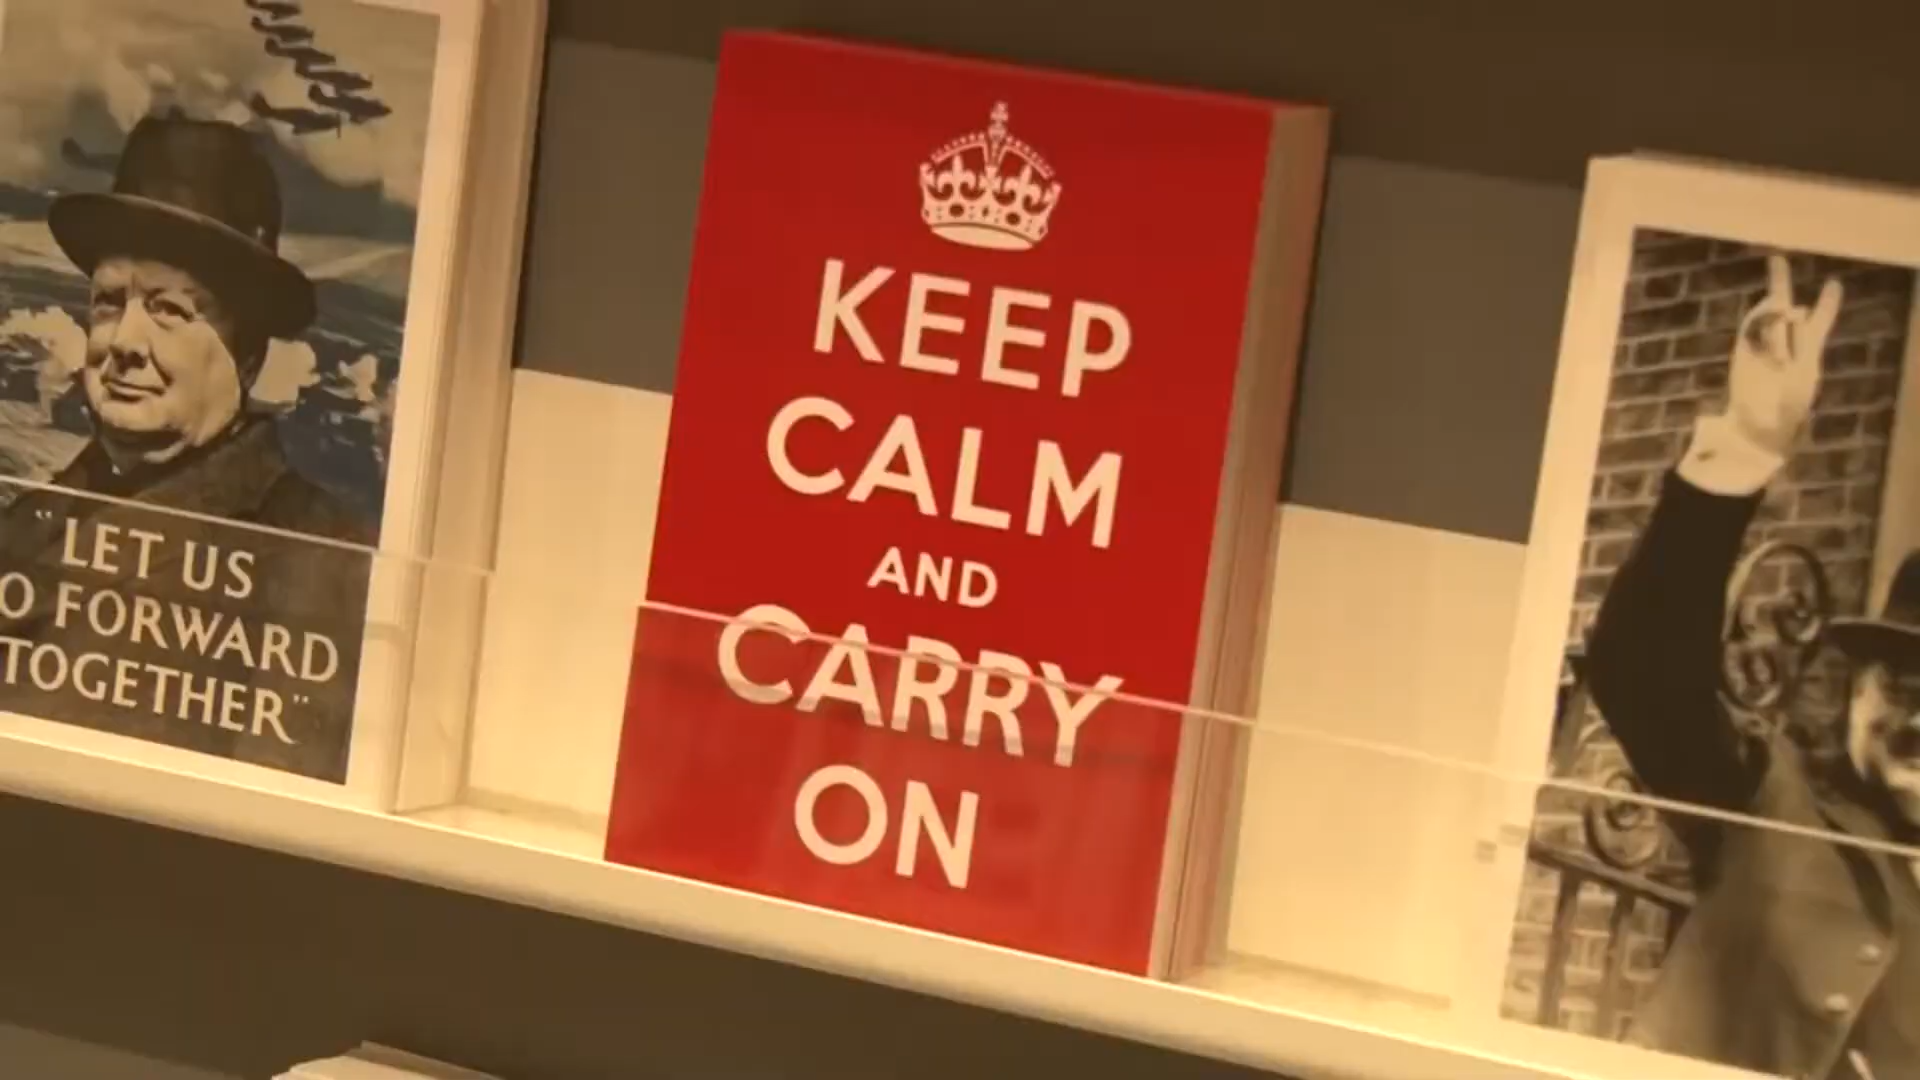 “LET US
O FORWARD
TOGETHER”
KEEP
CALM
AND
CARRY
ON